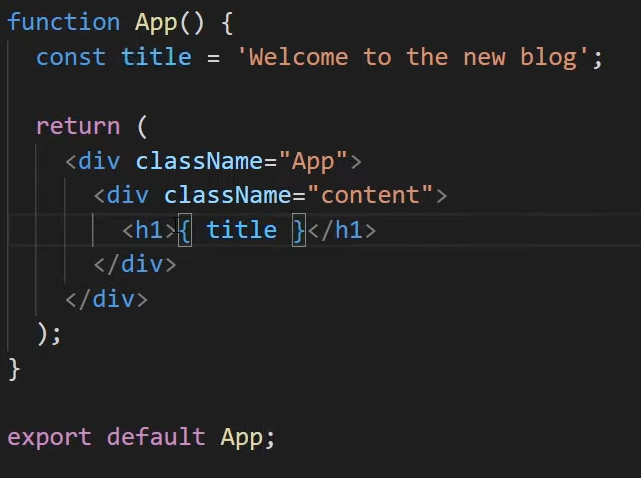 function App() {
  const title = 'Welcome to the new blog';

  return (
    <div className="App">
      <div className="content">
        <h1>{ title }</h1>
      </div>
    </div>
  );
}

export default App;